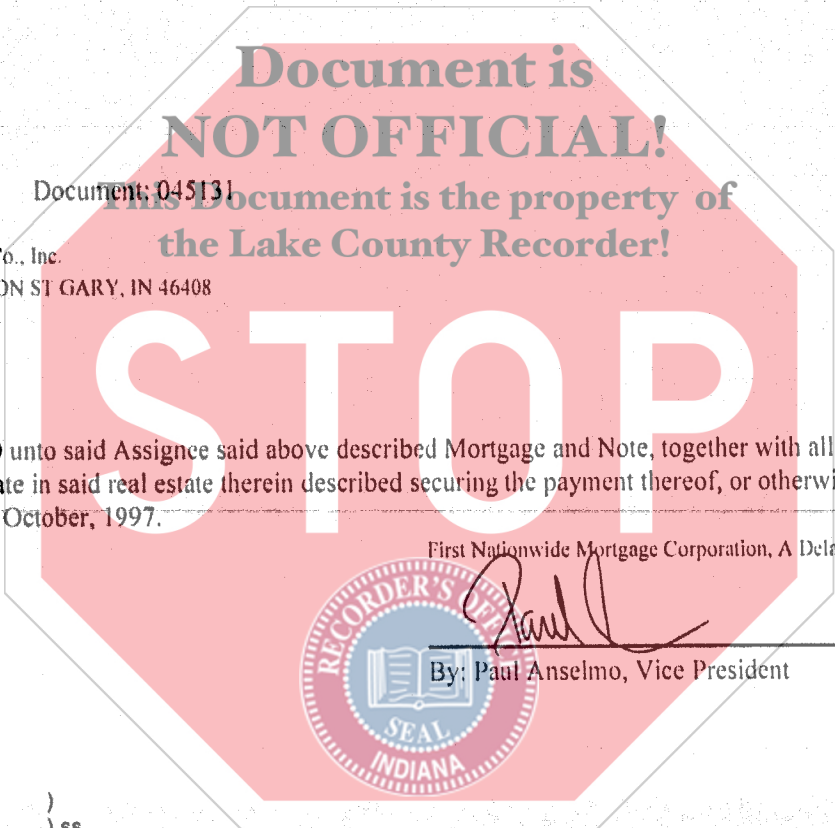 Document is
NOT OFFICIAL!
Document: 045131
This Document is the property of
the Lake County Recorder!
o., Inc.
ON ST GARY, IN 46408
STOP
unto said Assignee said above described Mortgage and Note, together with all
ate in said real estate therein described securing the payment thereof, or otherwi
October, 1997.
First Nationwide Mortgage Corporation, A Dela
Paul
By: Paul Anselmo, Vice President
RECORDER'S OFFICE
SEAL
INDIANA
)
) ss